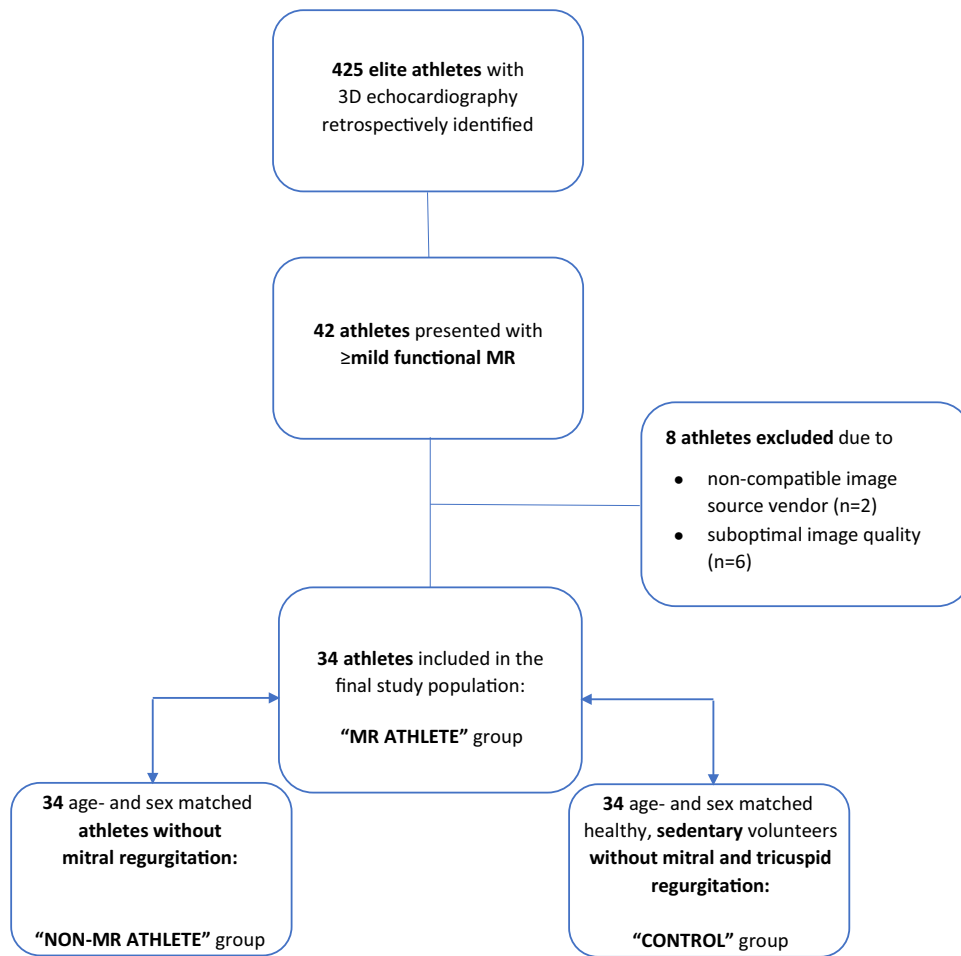 425 elite athletes with
3D echocardiography
retrospectively identified
42 athletes presented with
≥mild functional MR
8 athletes excluded due to
● non-compatible image
source vendor (n=2)
● suboptimal image quality
(n=6)
34 athletes included in the
final study population:
“MR ATHLETE” group
34 age- and sex matched
athletes without
mitral regurgitation:
“NON-MR ATHLETE” group
34 age- and sex matched
healthy, sedentary volunteers
without mitral and tricuspid
regurgitation:
“CONTROL” group